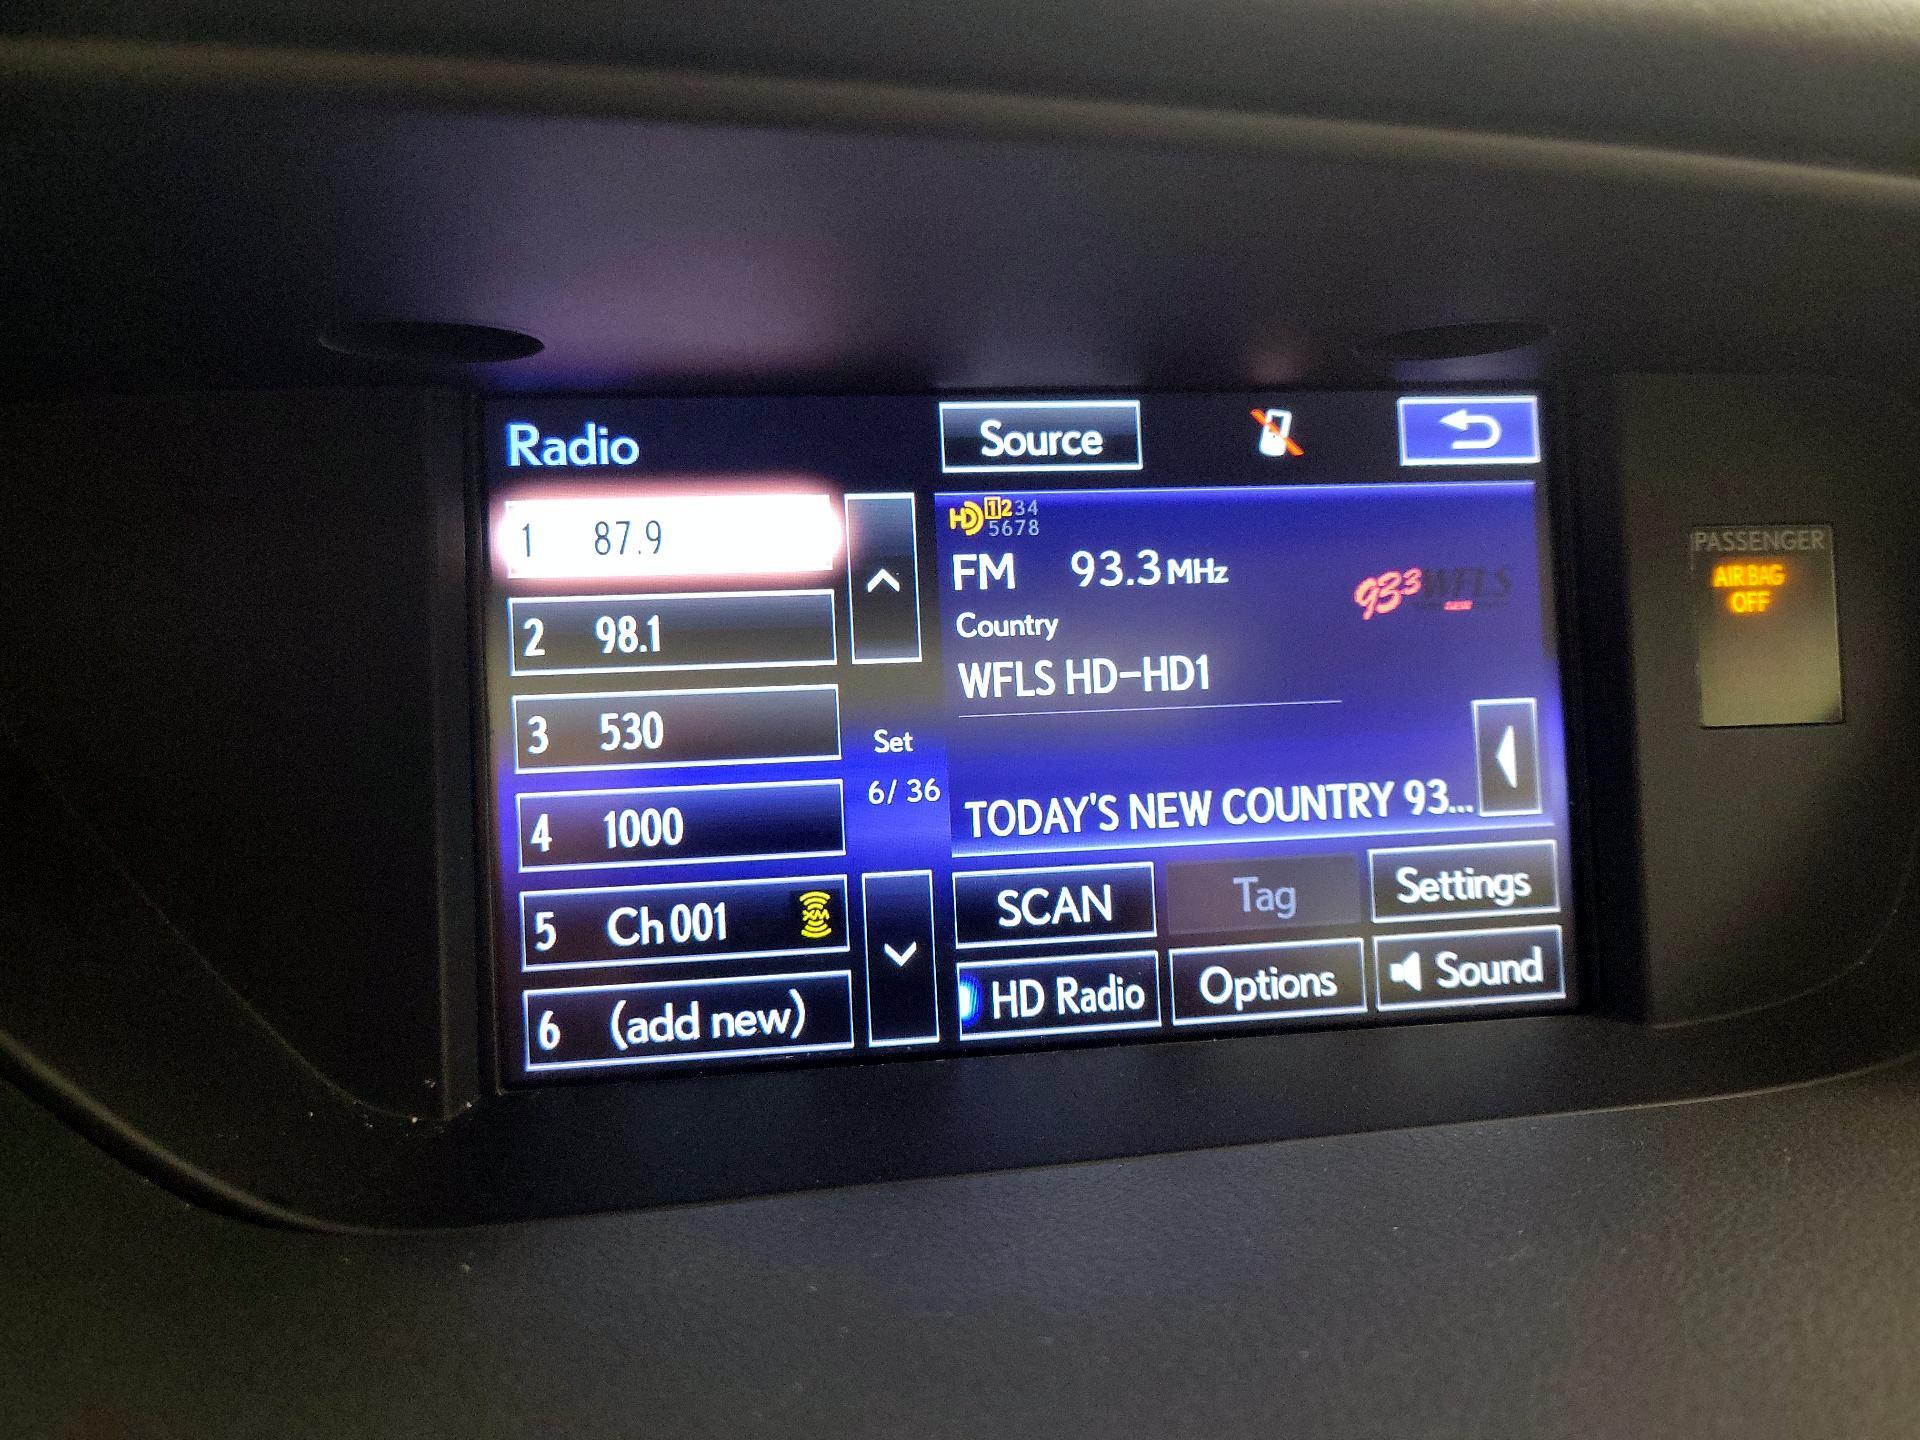 Radio
Source
1 87.9
2 98.1
3 530
4 1000
5 Ch 001 XM
6 (add new)
Set
6/ 36
HD 1234
5678
FM 93.3 MHz
Country
WFLS HD-HD1
93.3 WFLS
NEW
TODAY'S NEW COUNTRY 93...
SCAN Tag Settings
HD Radio Options Sound
PASSENGER
AIR BAG
OFF